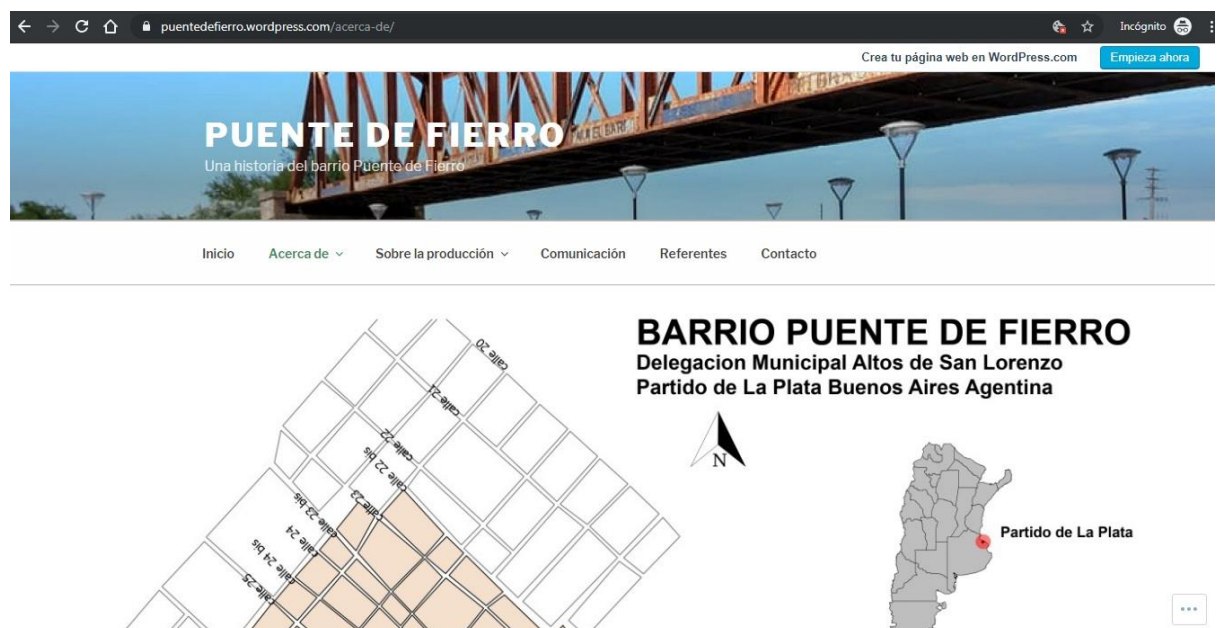 puentedefierro.wordpress.com/acerca-de/
Incógnito
Crea tu página web en WordPress.com
Empieza ahora
PUENTE DE FIERRO
Una historia del barrio Puente de Fierro
Inicio
Acerca de
Sobre la producción
Comunicación
Referentes
Contacto
BARRIO PUENTE DE FIERRO
Delegacion Municipal Altos de San Lorenzo
Partido de La Plata Buenos Aires Agentina
N
Partido de La Plata
calle 20
calle 21
calle 22
calle 22 bis
calle 23
calle 23 bis
calle 24
calle 24 bis
calle 25